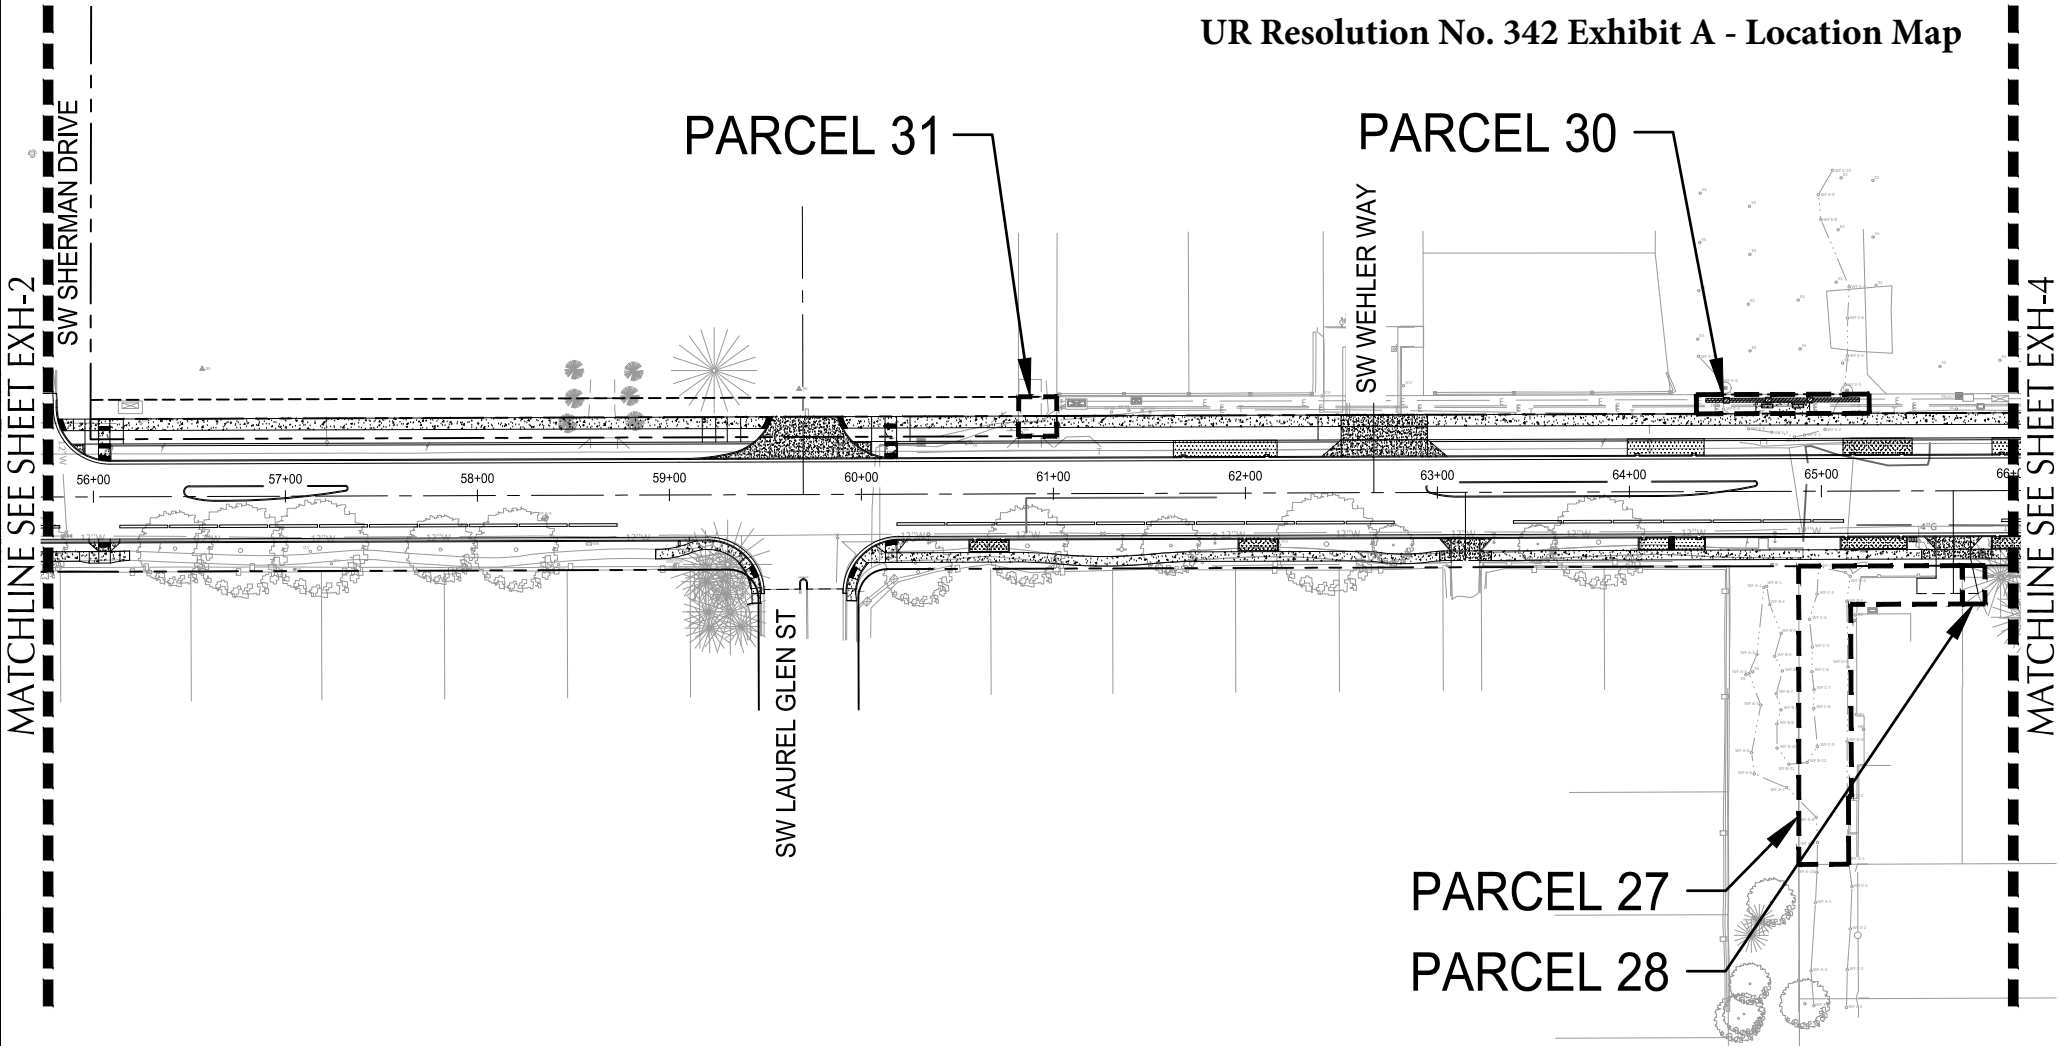 UR Resolution No. 342 Exhibit A - Location Map
PARCEL 31
PARCEL 30
SW SHERMAN DRIVE
SW WEHLER WAY
MATCHLINE SEE SHEET EXH-2
MATCHLINE SEE SHEET EXH-4
56+00
57+00
58+00
59+00
60+00
61+00
62+00
63+00
64+00
65+00
4"G
SW LAUREL GLEN ST
PARCEL 27
PARCEL 28